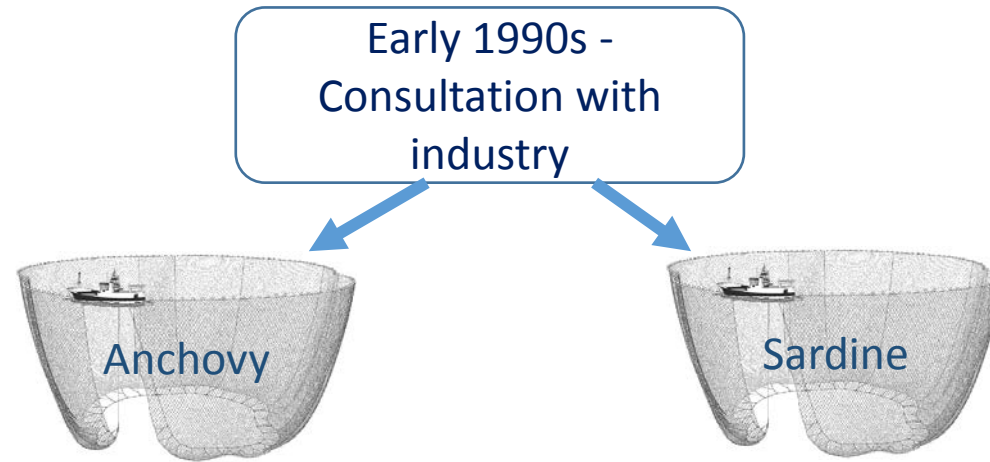 Early 1990s -
Consultation with
industry
Anchovy
Sardine